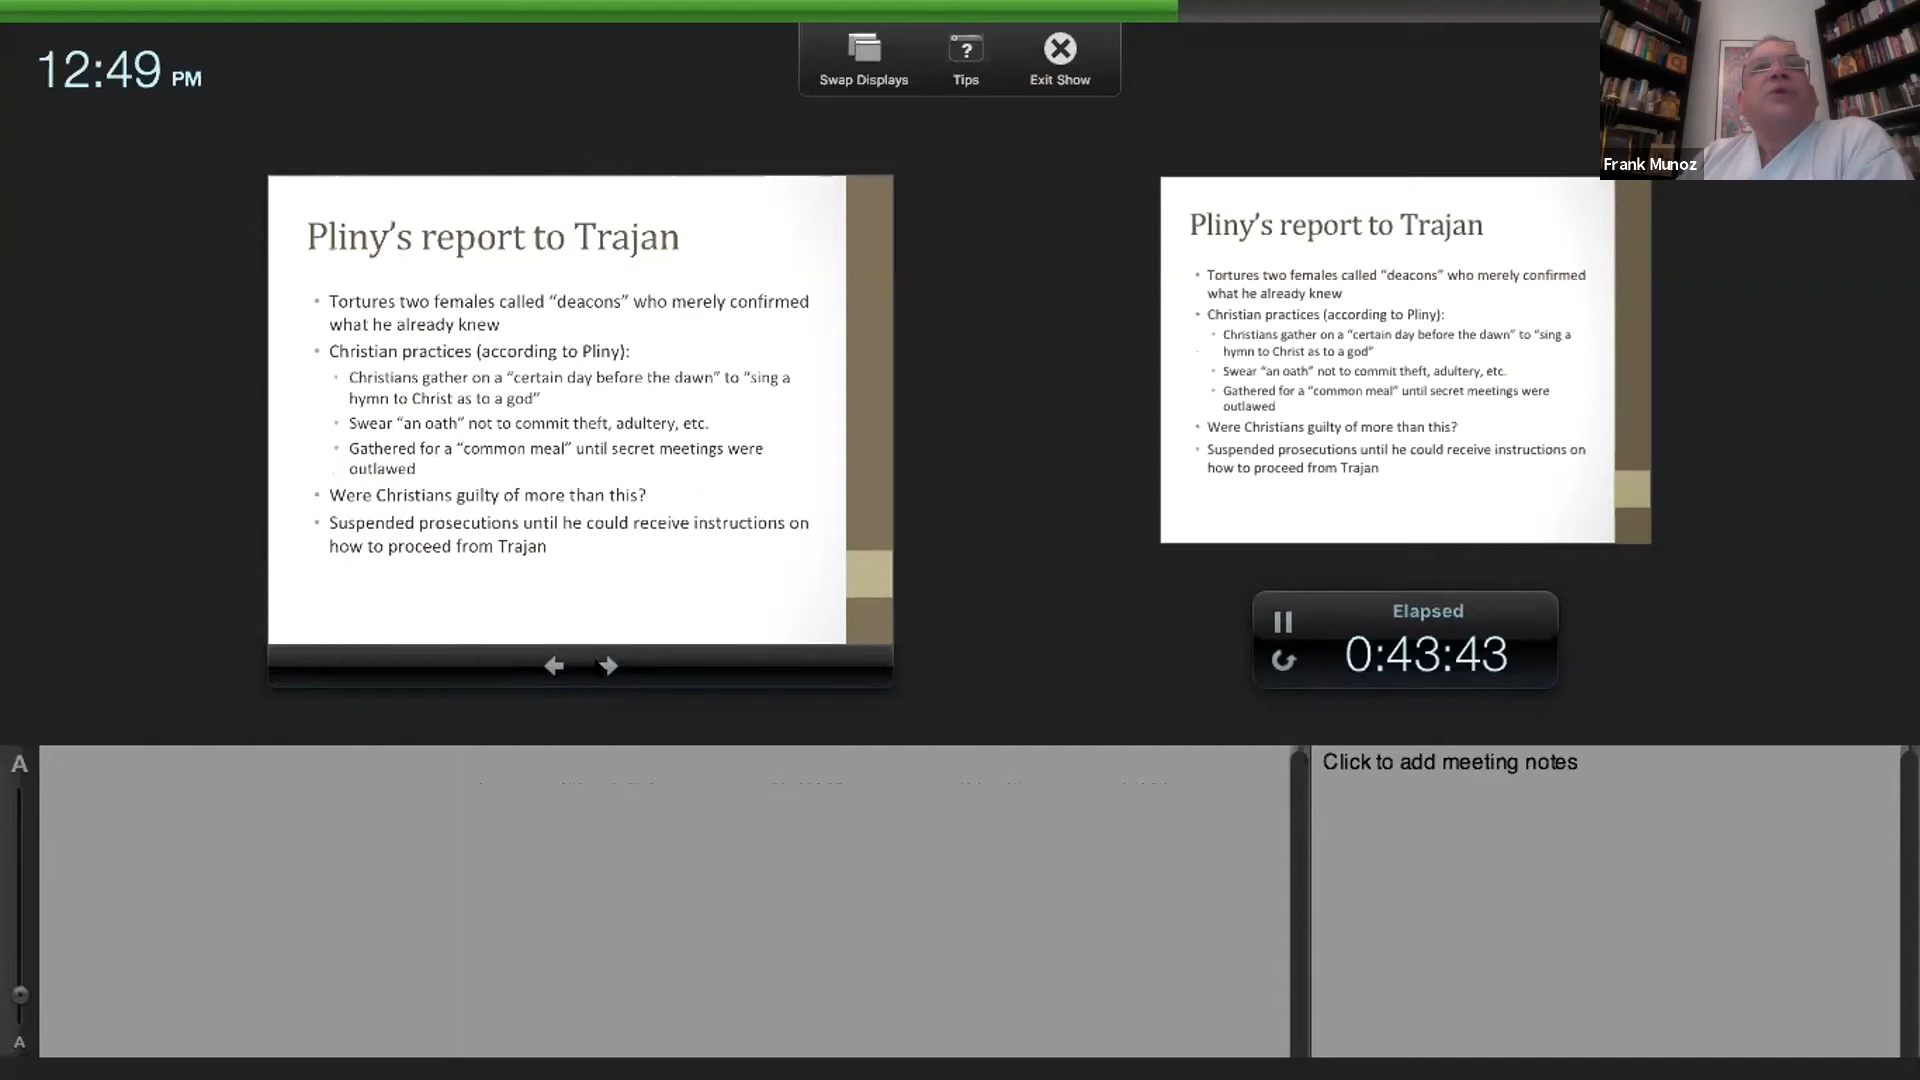 12:49 PM
Swap Displays
Tips
Exit Show
Frank Munoz
Pliny’s report to Trajan
• Tortures two females called “deacons” who merely confirmed
what he already knew
• Christian practices (according to Pliny):
• Christians gather on a “certain day before the dawn” to “sing a
hymn to Christ as to a god”
• Swear “an oath” not to commit theft, adultery, etc.
• Gathered for a “common meal” until secret meetings were
outlawed
• Were Christians guilty of more than this?
• Suspended prosecutions until he could receive instructions on
how to proceed from Trajan
Pliny’s report to Trajan
• Tortures two females called “deacons” who merely confirmed
what he already knew
• Christian practices (according to Pliny):
• Christians gather on a “certain day before the dawn” to “sing a
hymn to Christ as to a god”
• Swear “an oath” not to commit theft, adultery, etc.
• Gathered for a “common meal” until secret meetings were
outlawed
• Were Christians guilty of more than this?
• Suspended prosecutions until he could receive instructions on
how to proceed from Trajan
Elapsed
0:43:43
A
A
Click to add meeting notes